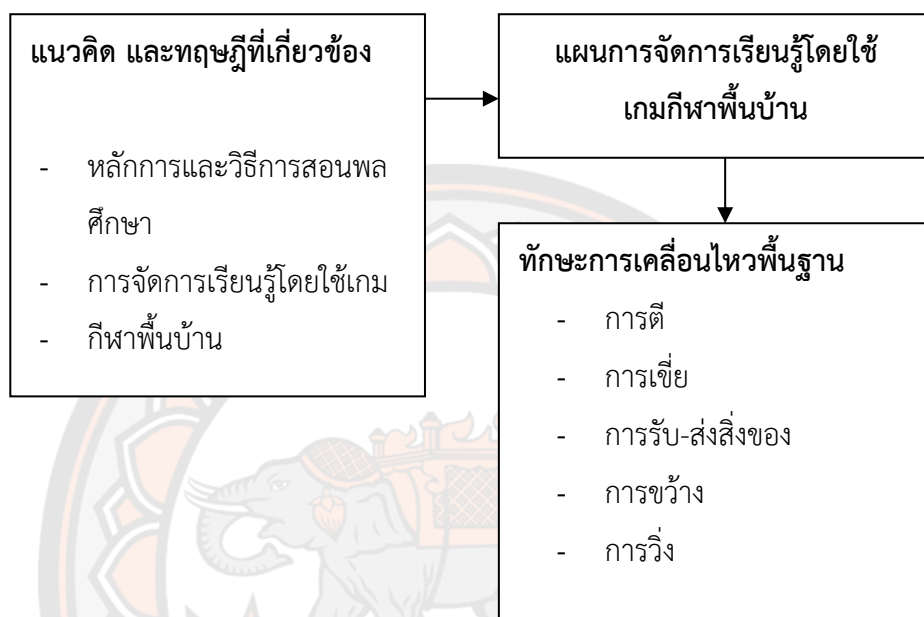 แนวคิด และทฤษฎีที่เกี่ยวข้อง
- หลักการและวิธีการสอนพล
ศึกษา
- การจัดการเรียนรู้โดยใช้เกม
- กีฬาพื้นบ้าน
แผนการจัดการเรียนรู้โดยใช้
เกมกีฬาพื้นบ้าน
ทักษะการเคลื่อนไหวพื้นฐาน
- การตี
- การเขี่ย
- การรับ-ส่งสิ่งของ
- การขว้าง
- การวิ่ง